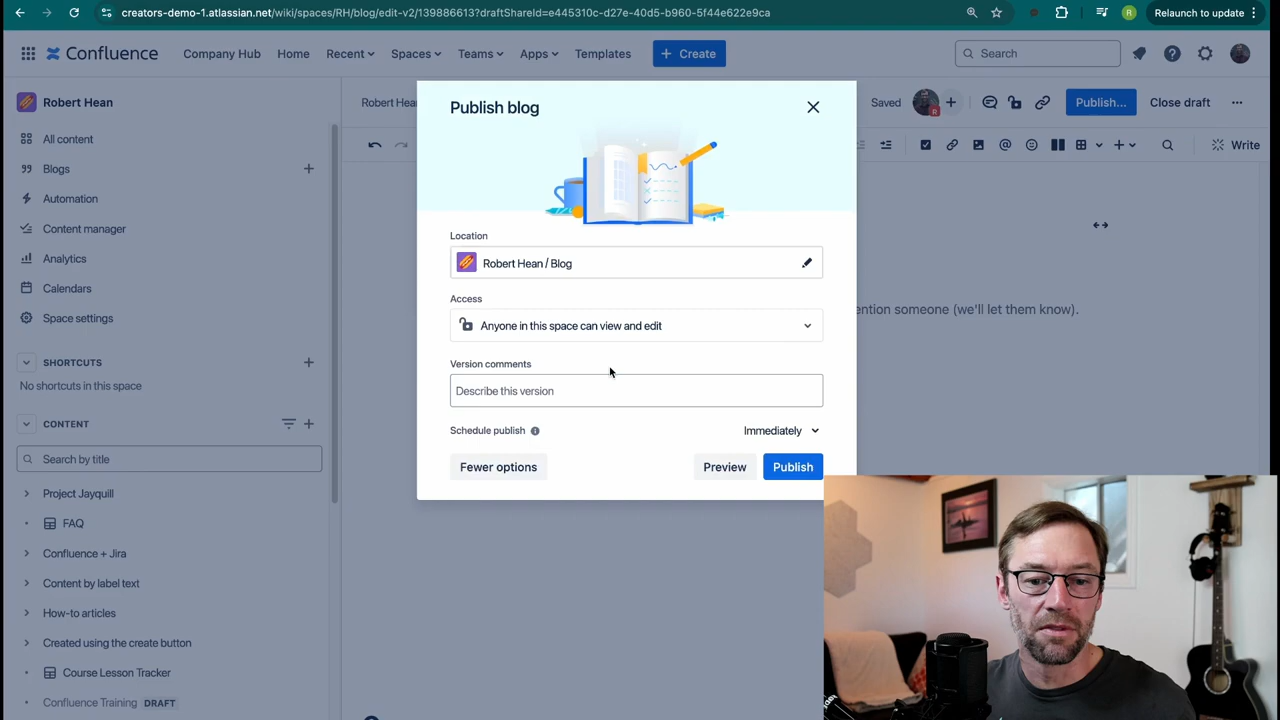 creators-demo-1.atlassian.net/wiki/spaces/RH/blog/edit-v2/139886613?draftShareId=e445310c-d27e-40d5-b960-5f44e622e9ca
R
Relaunch to update
Confluence
Company Hub
Home
Recent
Spaces
Teams
Apps
Templates
+ Create
Search
Robert Hean
All content
Blogs
Automation
Content manager
Analytics
Calendars
Space settings
SHORTCUTS
No shortcuts in this space
CONTENT
Search by title
Project Jayquill
FAQ
Confluence + Jira
Content by label text
How-to articles
Created using the create button
Course Lesson Tracker
Confluence Training DRAFT
Robert Hea
Saved
R
Publish...
Close draft
Write
ention someone (we'll let them know).
Publish blog
Location
Robert Hean / Blog
Access
Anyone in this space can view and edit
Version comments
Describe this version
Schedule publish
Immediately
Fewer options
Preview
Publish